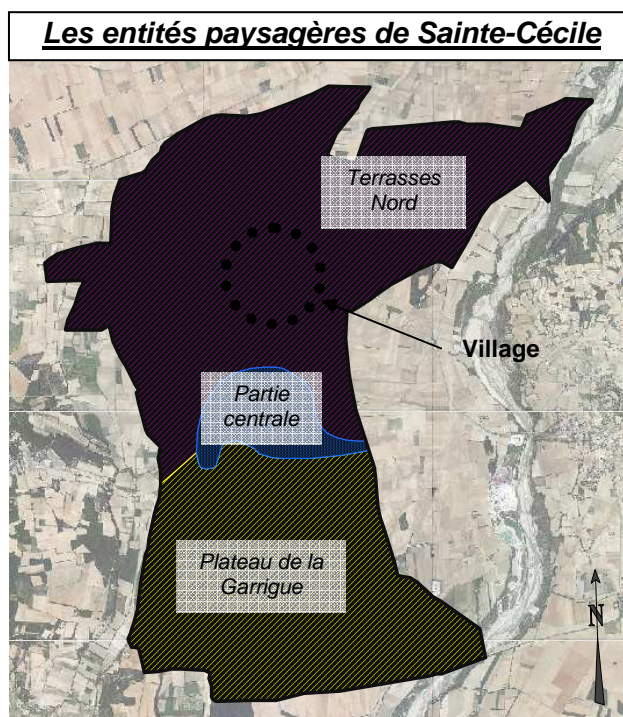 Les entités paysagères de Sainte-Cécile
Terrasses
Nord
Village
Partie
centrale
Plateau de la
Garrigue
N